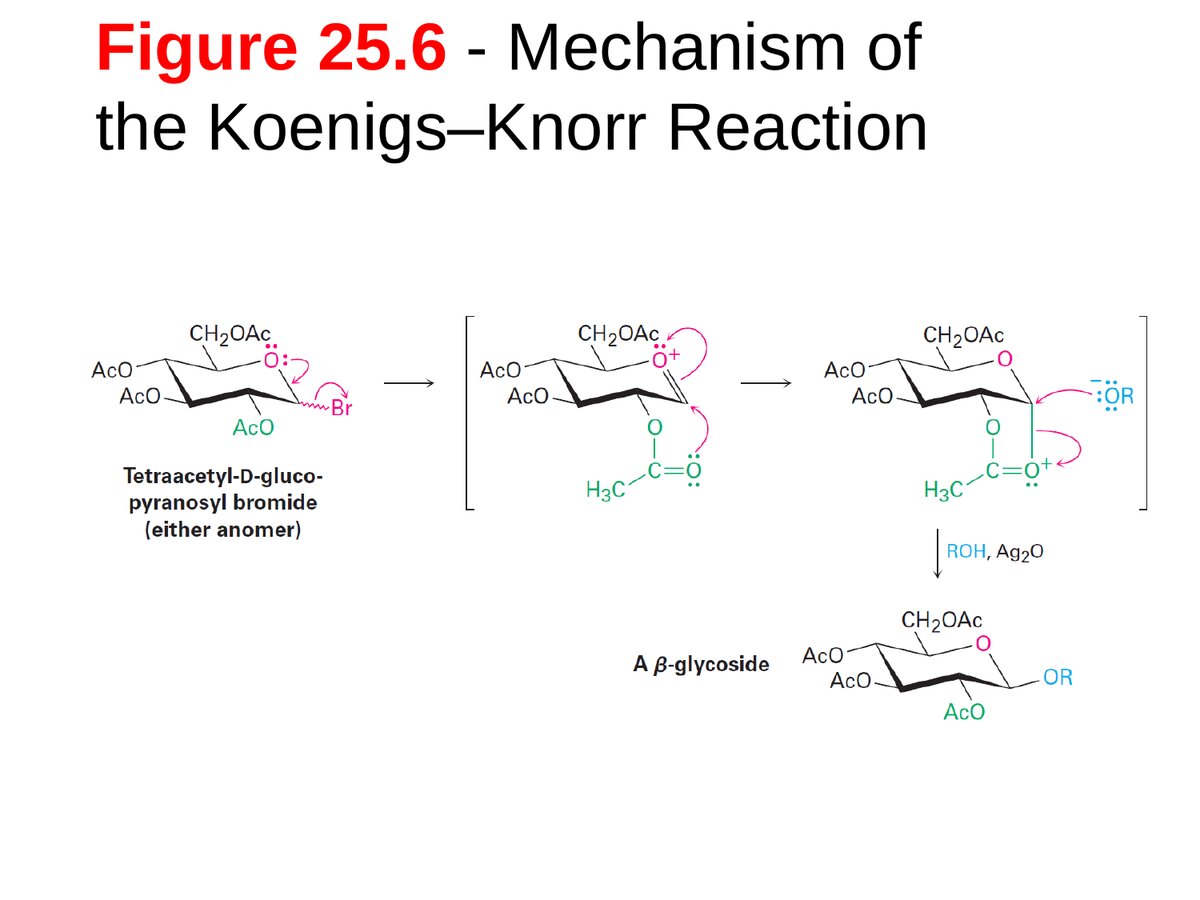 Figure 25.6 - Mechanism of
the Koenigs–Knorr Reaction
CH₂OAc
AcO
AcO
O:
Br
AcO
Tetraacetyl-D-gluco-
pyranosyl bromide
(either anomer)
CH₂OAc
AcO
AcO
O+
O
C=O
H₃C
CH₂OAc
AcO
AcO
O
O
C=O+
H₃C
−:OR
ROH, Ag₂O
A β-glycoside
CH₂OAc
AcO
AcO
O
OR
AcO